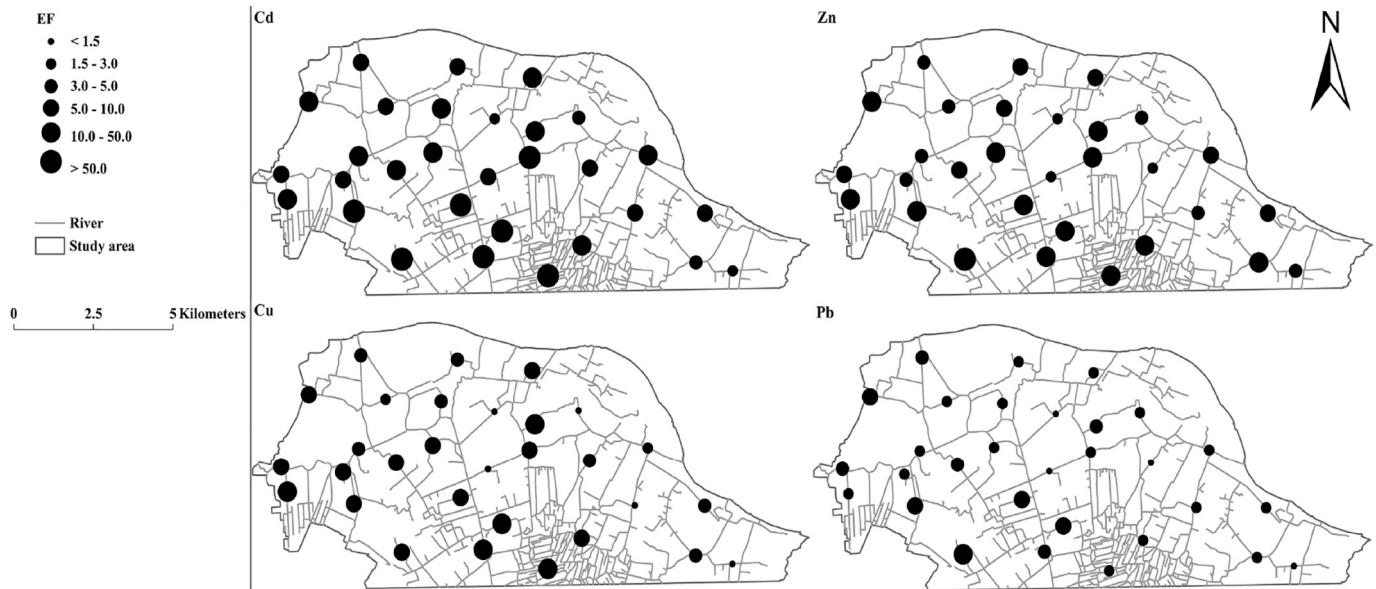 EF
< 1.5
1.5 - 3.0
3.0 - 5.0
5.0 - 10.0
10.0 - 50.0
> 50.0
River
Study area
0 2.5 5 Kilometers
Cd
Zn
N
Cu
Pb